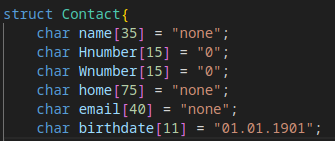 struct Contact{
    char name[35] = "none";
    char Hnumber[15] = "0";
    char Wnumber[15] = "0";
    char home[75] = "none";
    char email[40] = "none";
    char birthdate[11] = "01.01.1901";